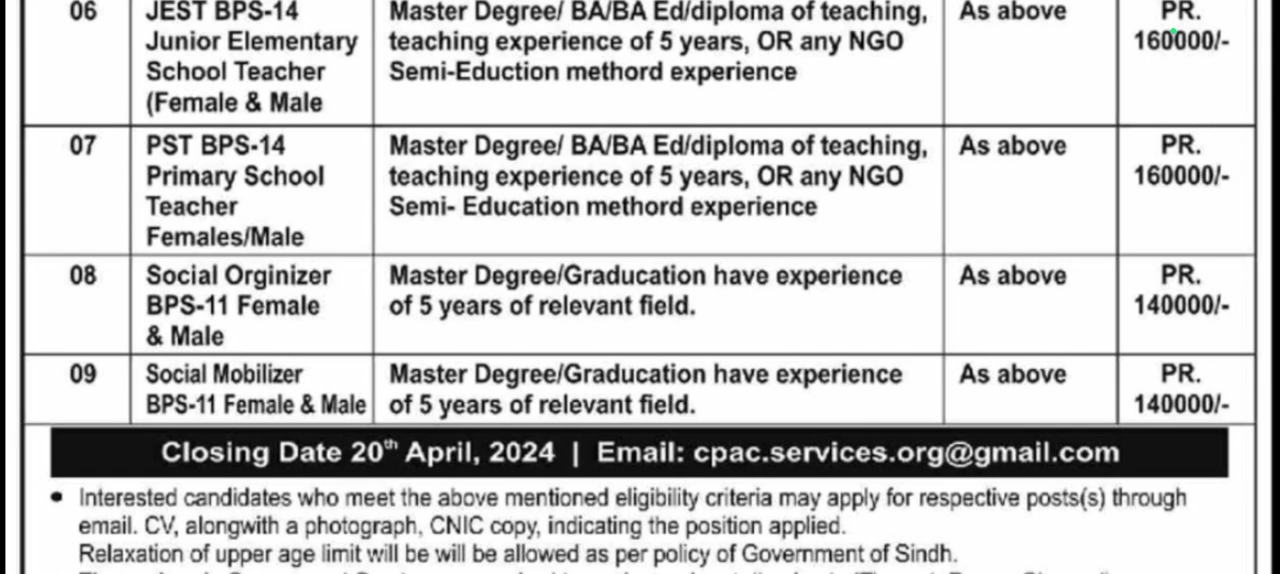 06 JEST BPS-14 Master Degree/ BA/BA Ed/diploma of teaching, As above PR.
Junior Elementary teaching experience of 5 years, OR any NGO 160000/-
School Teacher Semi-Eduction methord experience
(Female & Male
07 PST BPS-14 Master Degree/ BA/BA Ed/diploma of teaching, As above PR.
Primary School teaching experience of 5 years, OR any NGO 160000/-
Teacher Semi- Education methord experience
Females/Male
08 Social Orginizer Master Degree/Graducation have experience As above PR.
BPS-11 Female of 5 years of relevant field. 140000/-
& Male
09 Social Mobilizer Master Degree/Graducation have experience As above PR.
BPS-11 Female & Male of 5 years of relevant field. 140000/-
Closing Date 20th April, 2024 | Email: cpac.services.org@gmail.com
• Interested candidates who meet the above mentioned eligibility criteria may apply for respective posts(s) through
email. CV, alongwith a photograph, CNIC copy, indicating the position applied.
Relaxation of upper age limit will be will be allowed as per policy of Government of Sindh.